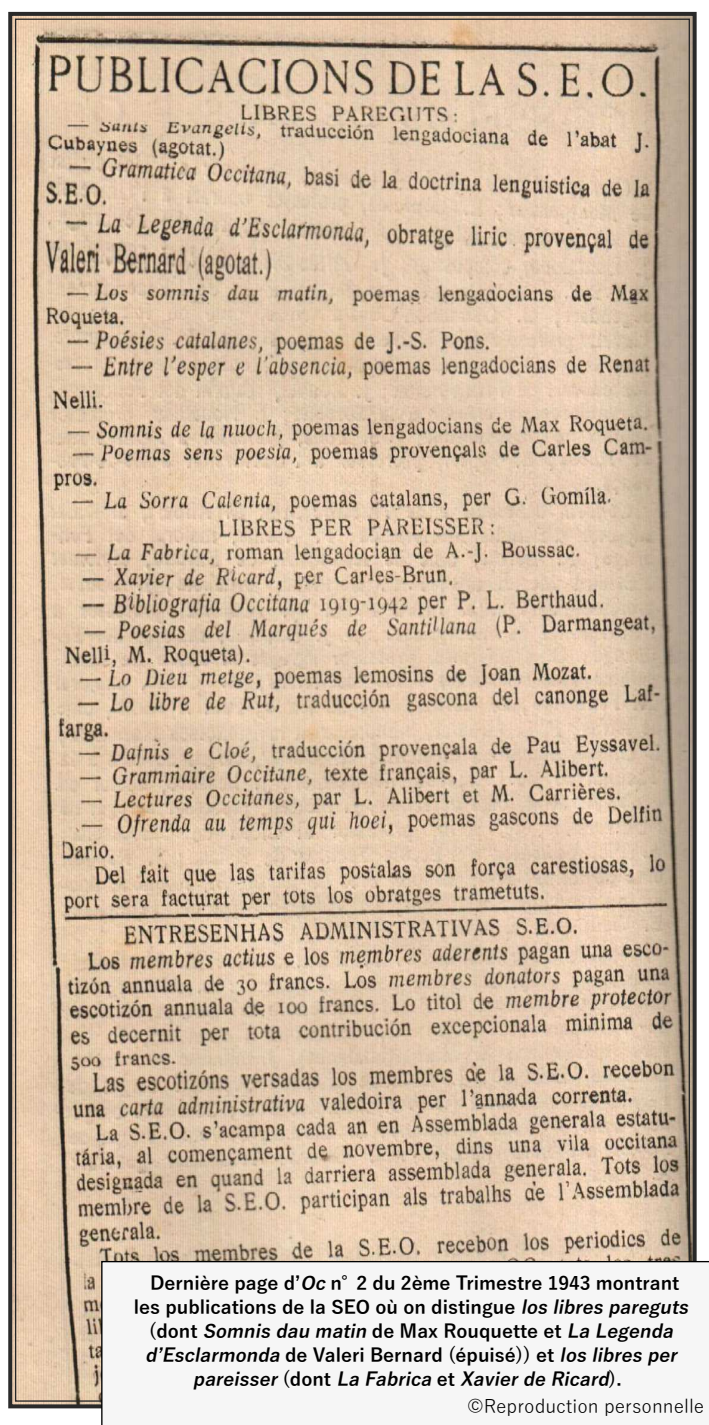 PUBLICACIONS DE LA S.E.O.
LIBRES PAREGUTS:
— Sants Evangelis, traducción lengadociana de l'abat J.
Cubaynes (agotat.)
— Gramatica Occitana, basi de la doctrina lenguistica de la
S.E.O.
— La Legenda d'Esclarmonda, obratge liric provençal de
Valeri Bernard (agotat.)
— Los somnis dau matin, poemas lengadocians de Max
Roqueta.
— Poésies catalanes, poemas de J.-S. Pons.
— Entre l'esper e l'absencia, poemas lengadocians de Renat
Nelli.
— Somnis de la nuoch, poemas lengadocians de Max Roqueta.
— Poemas sens poesia, poemas provençals de Carles Cam-
pros.
— La Sorra Calenia, poemas catalans, per G. Gomíla.
LIBRES PER PAREISSER:
— La Fabrica, roman lengadocian de A.-J. Boussac.
— Xavier de Ricard, per Carles-Brun.
— Bibliografia Occitana 1919-1942 per P. L. Berthaud.
— Poesias del Marqués de Santillana (P. Darmangeat,
Nelli, M. Roqueta).
— Lo Dieu metge, poemas lemosins de Joan Mozat.
— Lo libre de Rut, traducción gascona del canonge Laf-
farga.
— Dafnis e Cloé, traducción provençala de Pau Eyssavel.
— Grammaire Occitane, texte français, par L. Alibert.
— Lectures Occitanes, par L. Alibert et M. Carrières.
— Ofrenda au temps qui hoei, poemas gascons de Delfin
Dario.
Del fait que las tarifas postalas son força carestiosas, lo
port sera facturat per tots los obratges trametuts.
ENTRESENHAS ADMINISTRATIVAS S.E.O.
Los membres actius e los membres aderents pagan una esco-
tizón annuala de 30 francs. Los membres donators pagan una
escotizón annuala de 100 francs. Lo titol de membre protector
es decernit per tota contribución excepcionala minima de
500 francs.
Las escotizóns versadas los membres de la S.E.O. recebon
una carta administrativa valedoira per l'annada correnta.
La S.E.O. s'acampa cada an en Assemblada generala estatu-
tária, al començament de novembre, dins una vila occitana
designada en quand la darriera assemblada generala. Tots los
membre de la S.E.O. participan als trabalhs de l'Assemblada
generala.
Tots los membres de la S.E.O. recebon los periodics de
la
Dernière page d'Oc n° 2 du 2ème Trimestre 1943 montrant
les publications de la SEO où on distingue los libres pareguts
(dont Somnis dau matin de Max Rouquette et La Legenda
d'Esclarmonda de Valeri Bernard (épuisé)) et los libres per
pareisser (dont La Fabrica et Xavier de Ricard).
©Reproduction personnelle